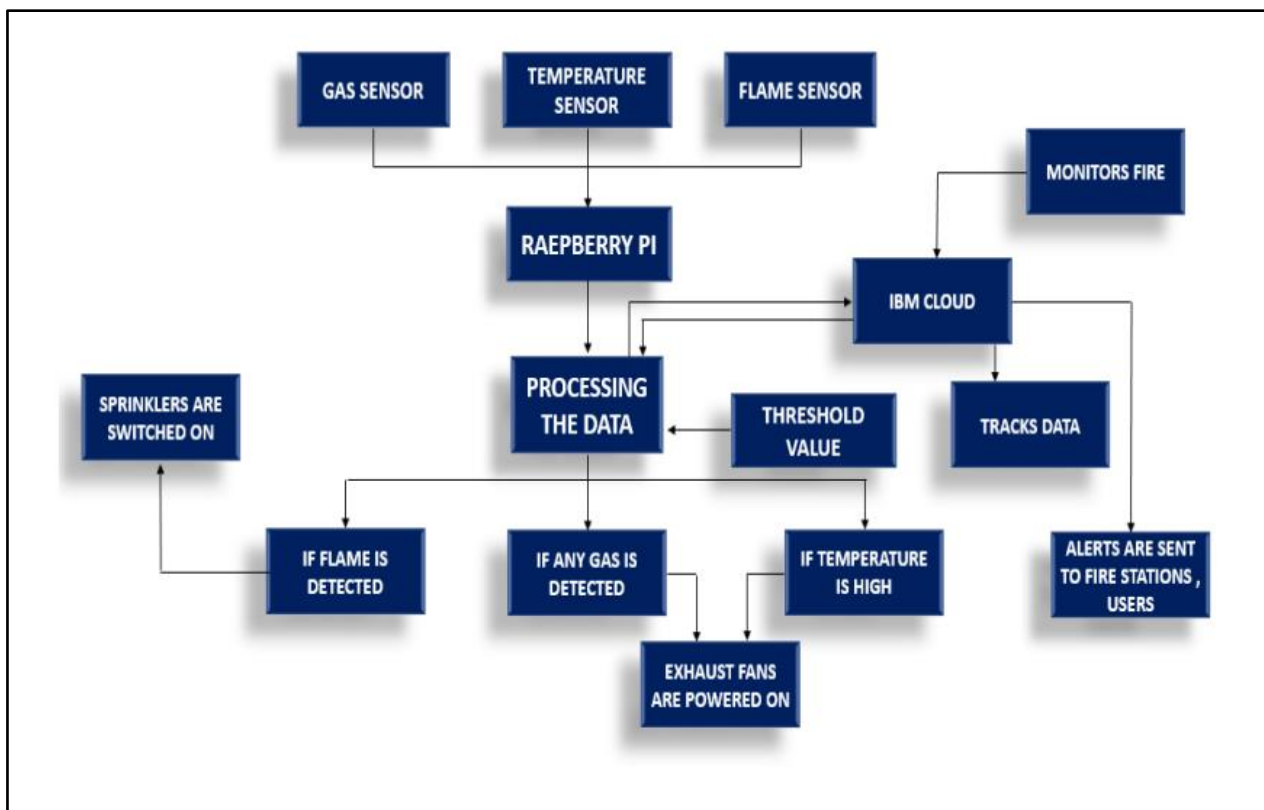 GAS SENSOR
TEMPERATURE
SENSOR
FLAME SENSOR
MONITORS FIRE
RAEPBERRY PI
IBM CLOUD
PROCESSING
THE DATA
SPRINKLERS ARE
SWITCHED ON
THRESHOLD
VALUE
TRACKS DATA
IF FLAME IS
DETECTED
IF ANY GAS IS
DETECTED
IF TEMPERATURE
IS HIGH
ALERTS ARE SENT
TO FIRE STATIONS ,
USERS
EXHAUST FANS
ARE POWERED ON